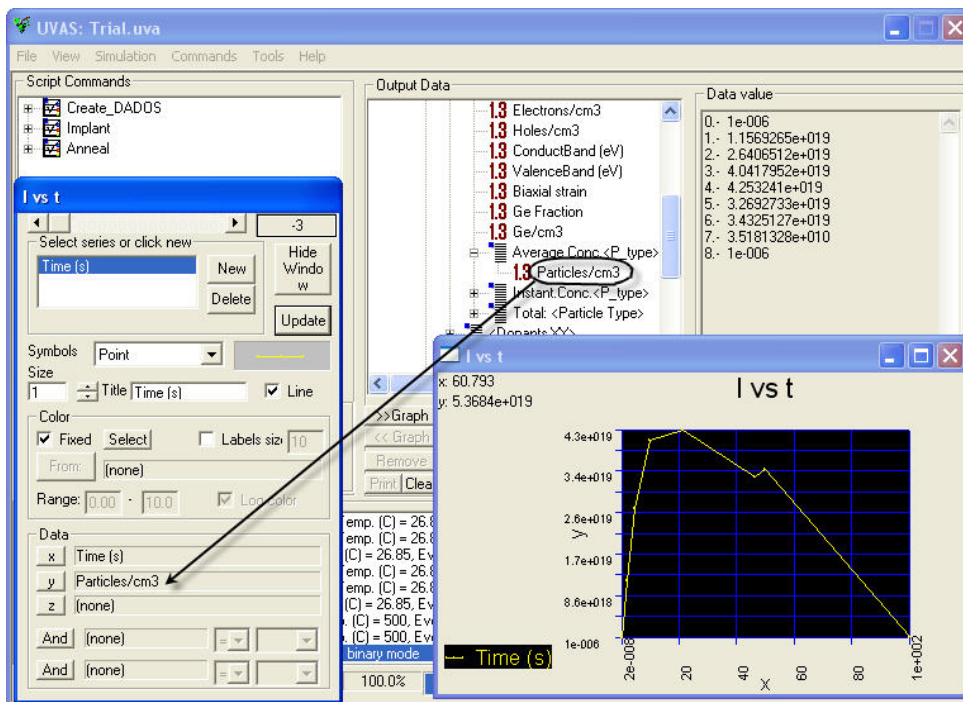 UVAS: Trial.uva
File View Simulation Commands Tools Help
Script Commands
Create_DADOS
Implant
Anneal
Output Data
1.3 Electrons/cm3
1.3 Holes/cm3
1.3 ConductBand (eV)
1.3 ValenceBand (eV)
1.3 Biaxial strain
1.3 Ge Fraction
1.3 Ge/cm3
Average Conc.<P_type>
1.3 Particles/cm3
Instant.Conc.<P_type>
Total: <Particle Type>
<Dopants XX>
Data value
0.- 1e-006
1.- 1.1569265e+019
2.- 2.6406512e+019
3.- 4.0417952e+019
4.- 4.253241e+019
5.- 3.2692733e+019
6.- 3.4325127e+019
7.- 3.5181328e+010
8.- 1e-006
I vs t
-3
Select series or click new
Time (s)
New
Delete
Hide
Windo
w
Update
Symbols Point
Size
1 Title Time (s) Line
Color
Fixed Select Labels siz 10
From: (none)
Range: 0.00 - 10.0 Log color
Data
x Time (s)
y Particles/cm3
z (none)
And (none) =
And (none) =
>>Graph
<< Graph
Remove
Print Clea
emp. (C) = 26.8
Temp. (C) = 26.8
(C) = 26.85, Ev
emp. (C) = 26.8
Temp. (C) = 26.8
(C) = 26.85, Ev
. (C) = 500, Eve
. (C) = 500, Eve
binary mode
100.0%
I vs t
x: 60.793
y: 5.3684e+019
I vs t
4.3e+019
3.4e+019
2.6e+019
1.7e+019
8.6e+018
1e-006
y
2e-008 20 40 60 80 1e+002
x
Time (s)